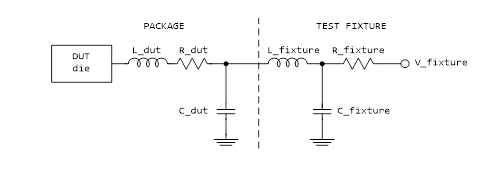 PACKAGE
TEST FIXTURE
DUT
die
L_dut
R_dut
L_fixture
R_fixture
V_fixture
C_dut
C_fixture